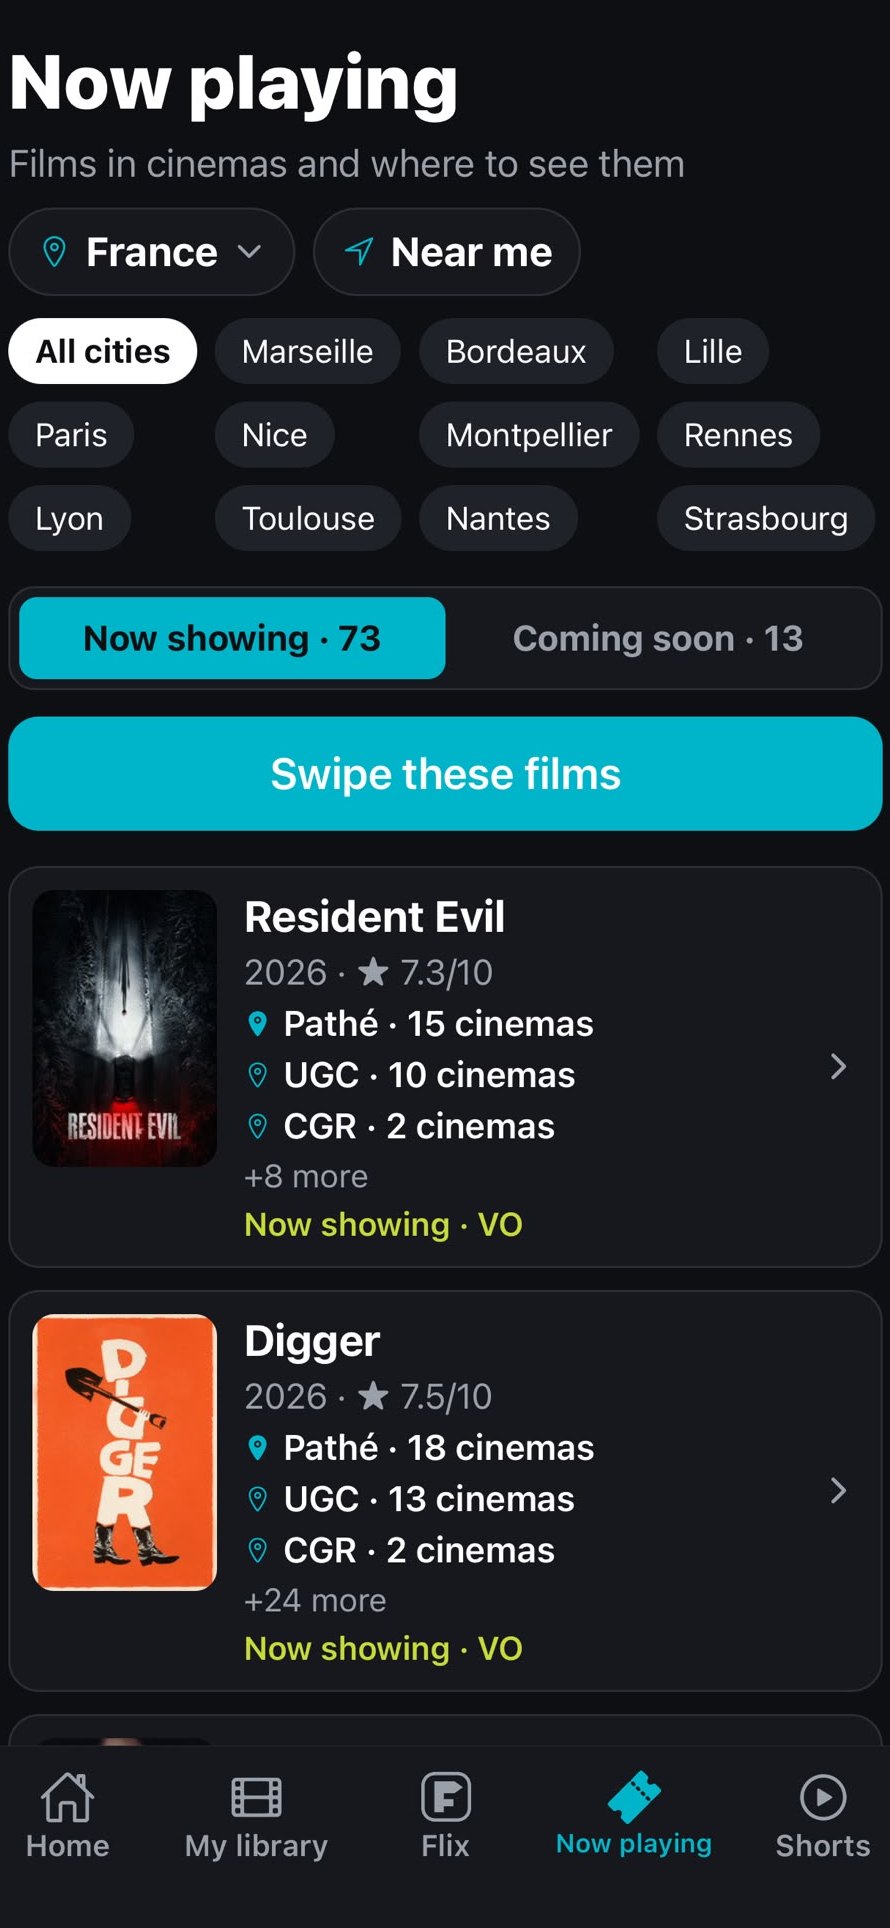 Now playing
Films in cinemas and where to see them
France
Near me
All cities
Marseille
Bordeaux
Lille
Paris
Nice
Montpellier
Rennes
Lyon
Toulouse
Nantes
Strasbourg
Now showing · 73
Coming soon · 13
Swipe these films
RESIDENT EVIL
Resident Evil
2026 · ★ 7.3/10
Pathé · 15 cinemas
UGC · 10 cinemas
CGR · 2 cinemas
+8 more
Now showing · VO
DIGGER
Digger
2026 · ★ 7.5/10
Pathé · 18 cinemas
UGC · 13 cinemas
CGR · 2 cinemas
+24 more
Now showing · VO
Home
My library
F
Flix
Now playing
Shorts